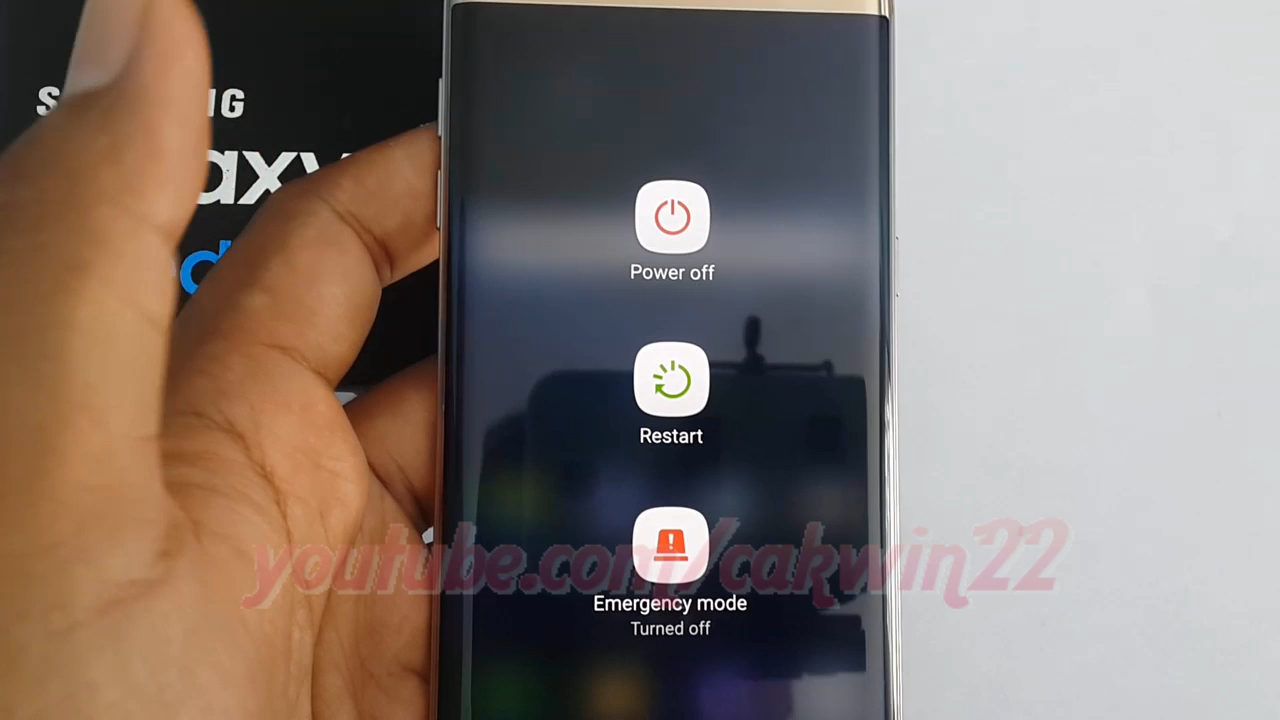 Power off
Restart
youtube.com/cakwin22
Emergency mode
Turned off